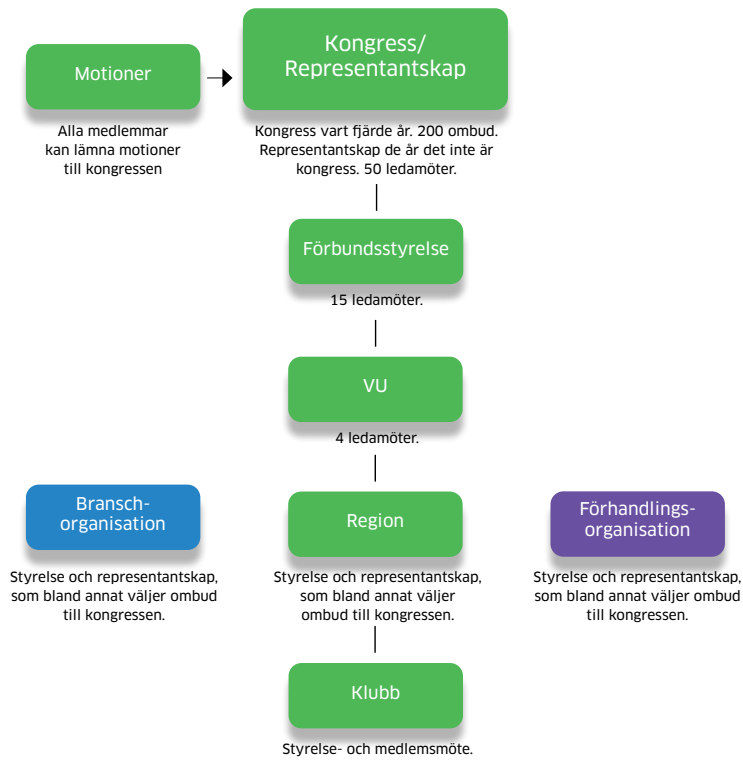 Motioner
Alla medlemmar
kan lämna motioner
till kongressen
Kongress/
Representantskap
Kongress vart fjärde år. 200 ombud.
Representantskap de år det inte är
kongress. 50 ledamöter.
Förbundsstyrelse
15 ledamöter.
VU
4 ledamöter.
Bransch-
organisation
Styrelse och representantskap,
som bland annat väljer ombud
till kongressen.
Region
Styrelse och representantskap,
som bland annat väljer
ombud till kongressen.
Förhandlings-
organisation
Styrelse och representantskap,
som bland annat väljer ombud
till kongressen.
Klubb
Styrelse- och medlemsmöte.